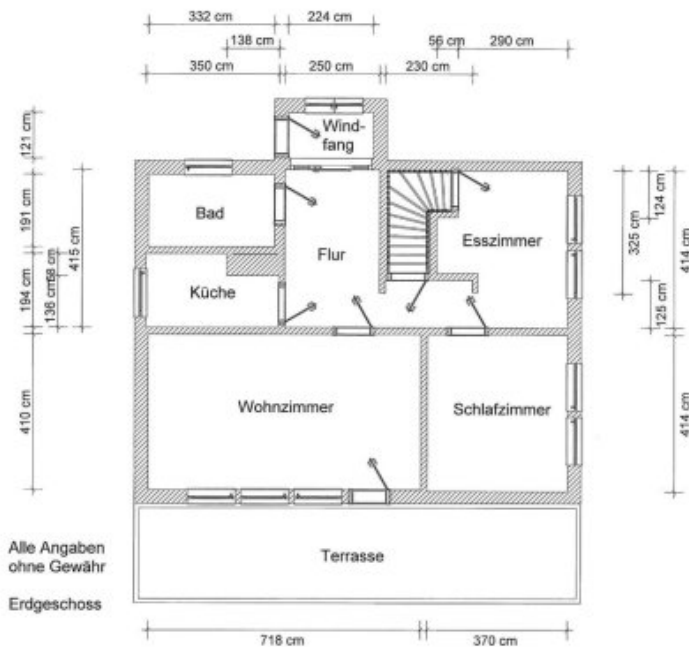 332 cm
224 cm
138 cm
56 cm
290 cm
350 cm
250 cm
230 cm
121 cm
Wind-
fang
191 cm
415 cm
Bad
Flur
Esszimmer
124 cm
325 cm
414 cm
194 cm
58 cm
136 cm
Küche
125 cm
410 cm
Wohnzimmer
Schlafzimmer
414 cm
Alle Angaben
ohne Gewähr
Terrasse
Erdgeschoss
718 cm
370 cm